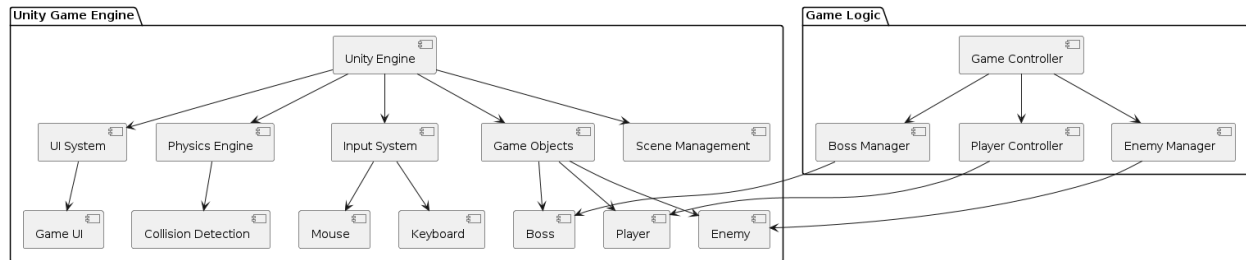 Unity Game Engine
Game Logic
Unity Engine
Game Controller
UI System
Physics Engine
Input System
Game Objects
Scene Management
Boss Manager
Player Controller
Enemy Manager
Game UI
Collision Detection
Mouse
Keyboard
Boss
Player
Enemy